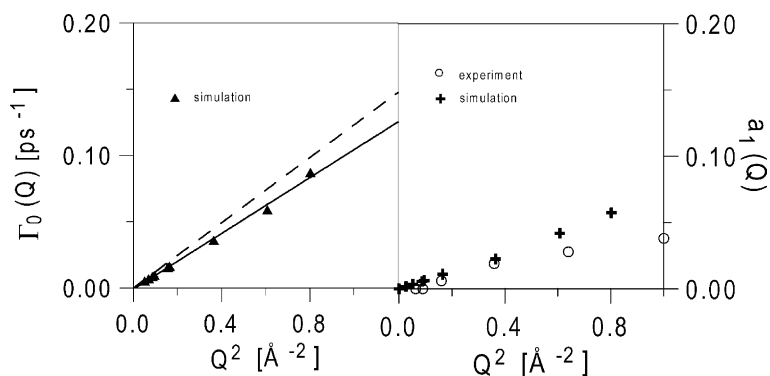 0.20
0.10
0.00
Γ₀(Q) [ps⁻¹]
simulation
0.0
0.4
0.8
Q² [Å⁻²]
experiment
simulation
0.0
0.4
0.8
Q² [Å⁻²]
0.20
0.10
0.00
a₁(Q)